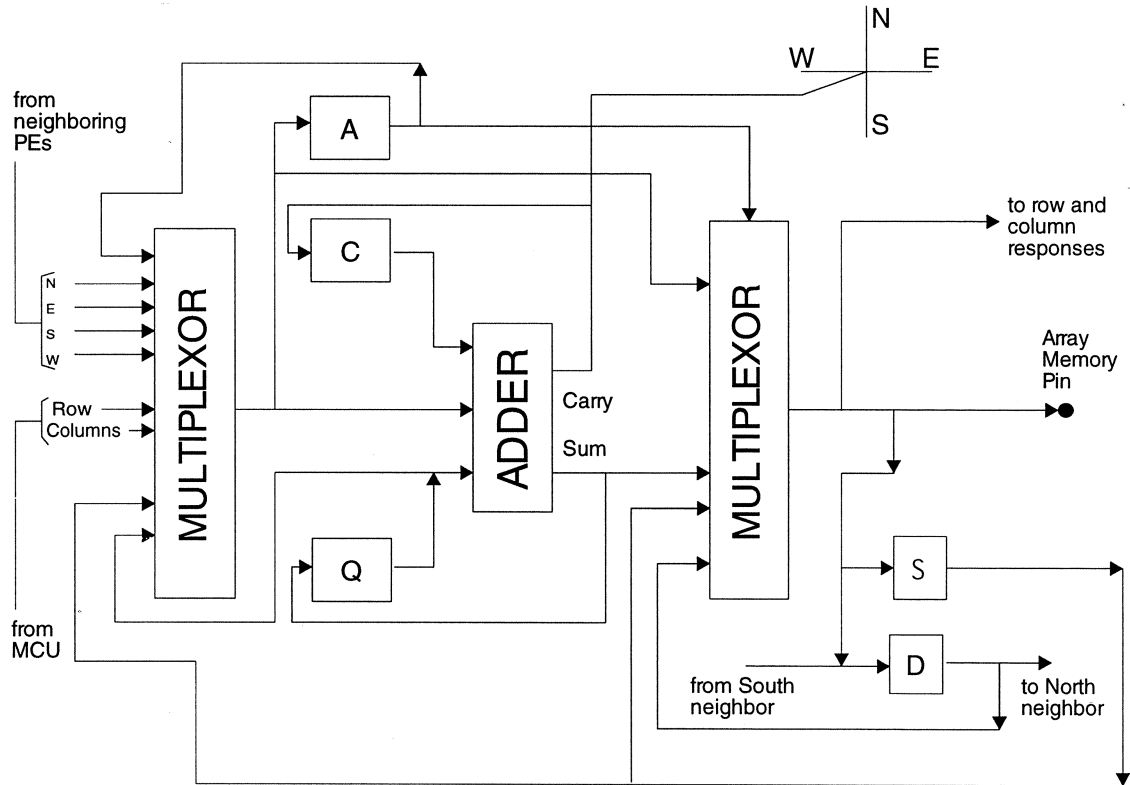 N
W E
S
from
neighboring
PEs
A
to row and
column
responses
C
N
E
S
W
MULTIPLEXOR
ADDER
MULTIPLEXOR
Array
Memory
Pin
Row
Columns
Carry
Sum
Q
S
from
MCU
D
from South
neighbor
to North
neighbor